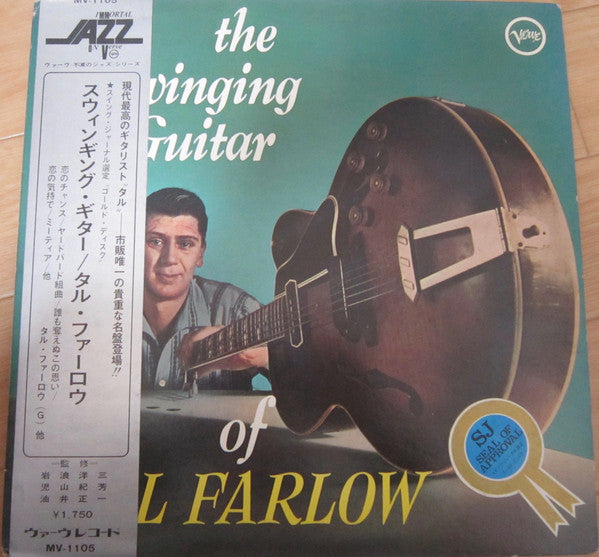 MV-1105
IMMORTAL
JAZZ
ON Verve
ヴァーヴ・不滅のジャズ・シリーズ
現代最高のギタリスト“タル” 市販唯一の貴重な名盤登場!!
★スイング・ジャーナル選定“ゴールド・ディスク”
スウィンギング・ギター/タル・ファーロウ
恋のチャンス/ヤードバード組曲/誰も奪えぬこの思い/
恋の気持で/ミーティア/他
タル・ファーロウ(G)他
—監修—
岩浪洋三
児山紀芳
油井正一
¥1,750
ヴァーヴレコード
MV-1105
the
winging
Guitar
of
L FARLOW
VERVE
SJ
SEAL OF
APPROVAL